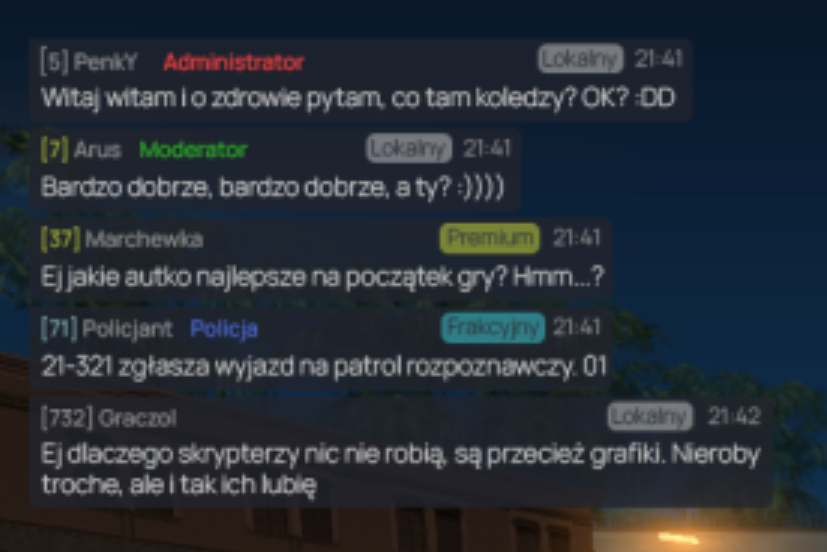 [5] PenkY Administrator Lokalny 21:41
Witaj witam i o zdrowie pytam, co tam koledzy? OK? :DD
[7] Arus Moderator Lokalny 21:41
Bardzo dobrze, bardzo dobrze, a ty? :))))
[37] Marchewka Premium 21:41
Ej jakie autko najlepsze na początek gry? Hmm...?
[71] Policjant Policja Frakcyjny 21:41
21-321 zgłasza wyjazd na patrol rozpoznawczy. 01
[732] Graczol Lokalny 21:42
Ej dlaczego skrypterzy nic nie robią, są przecież grafiki. Nieroby
troche, ale i tak ich lubię